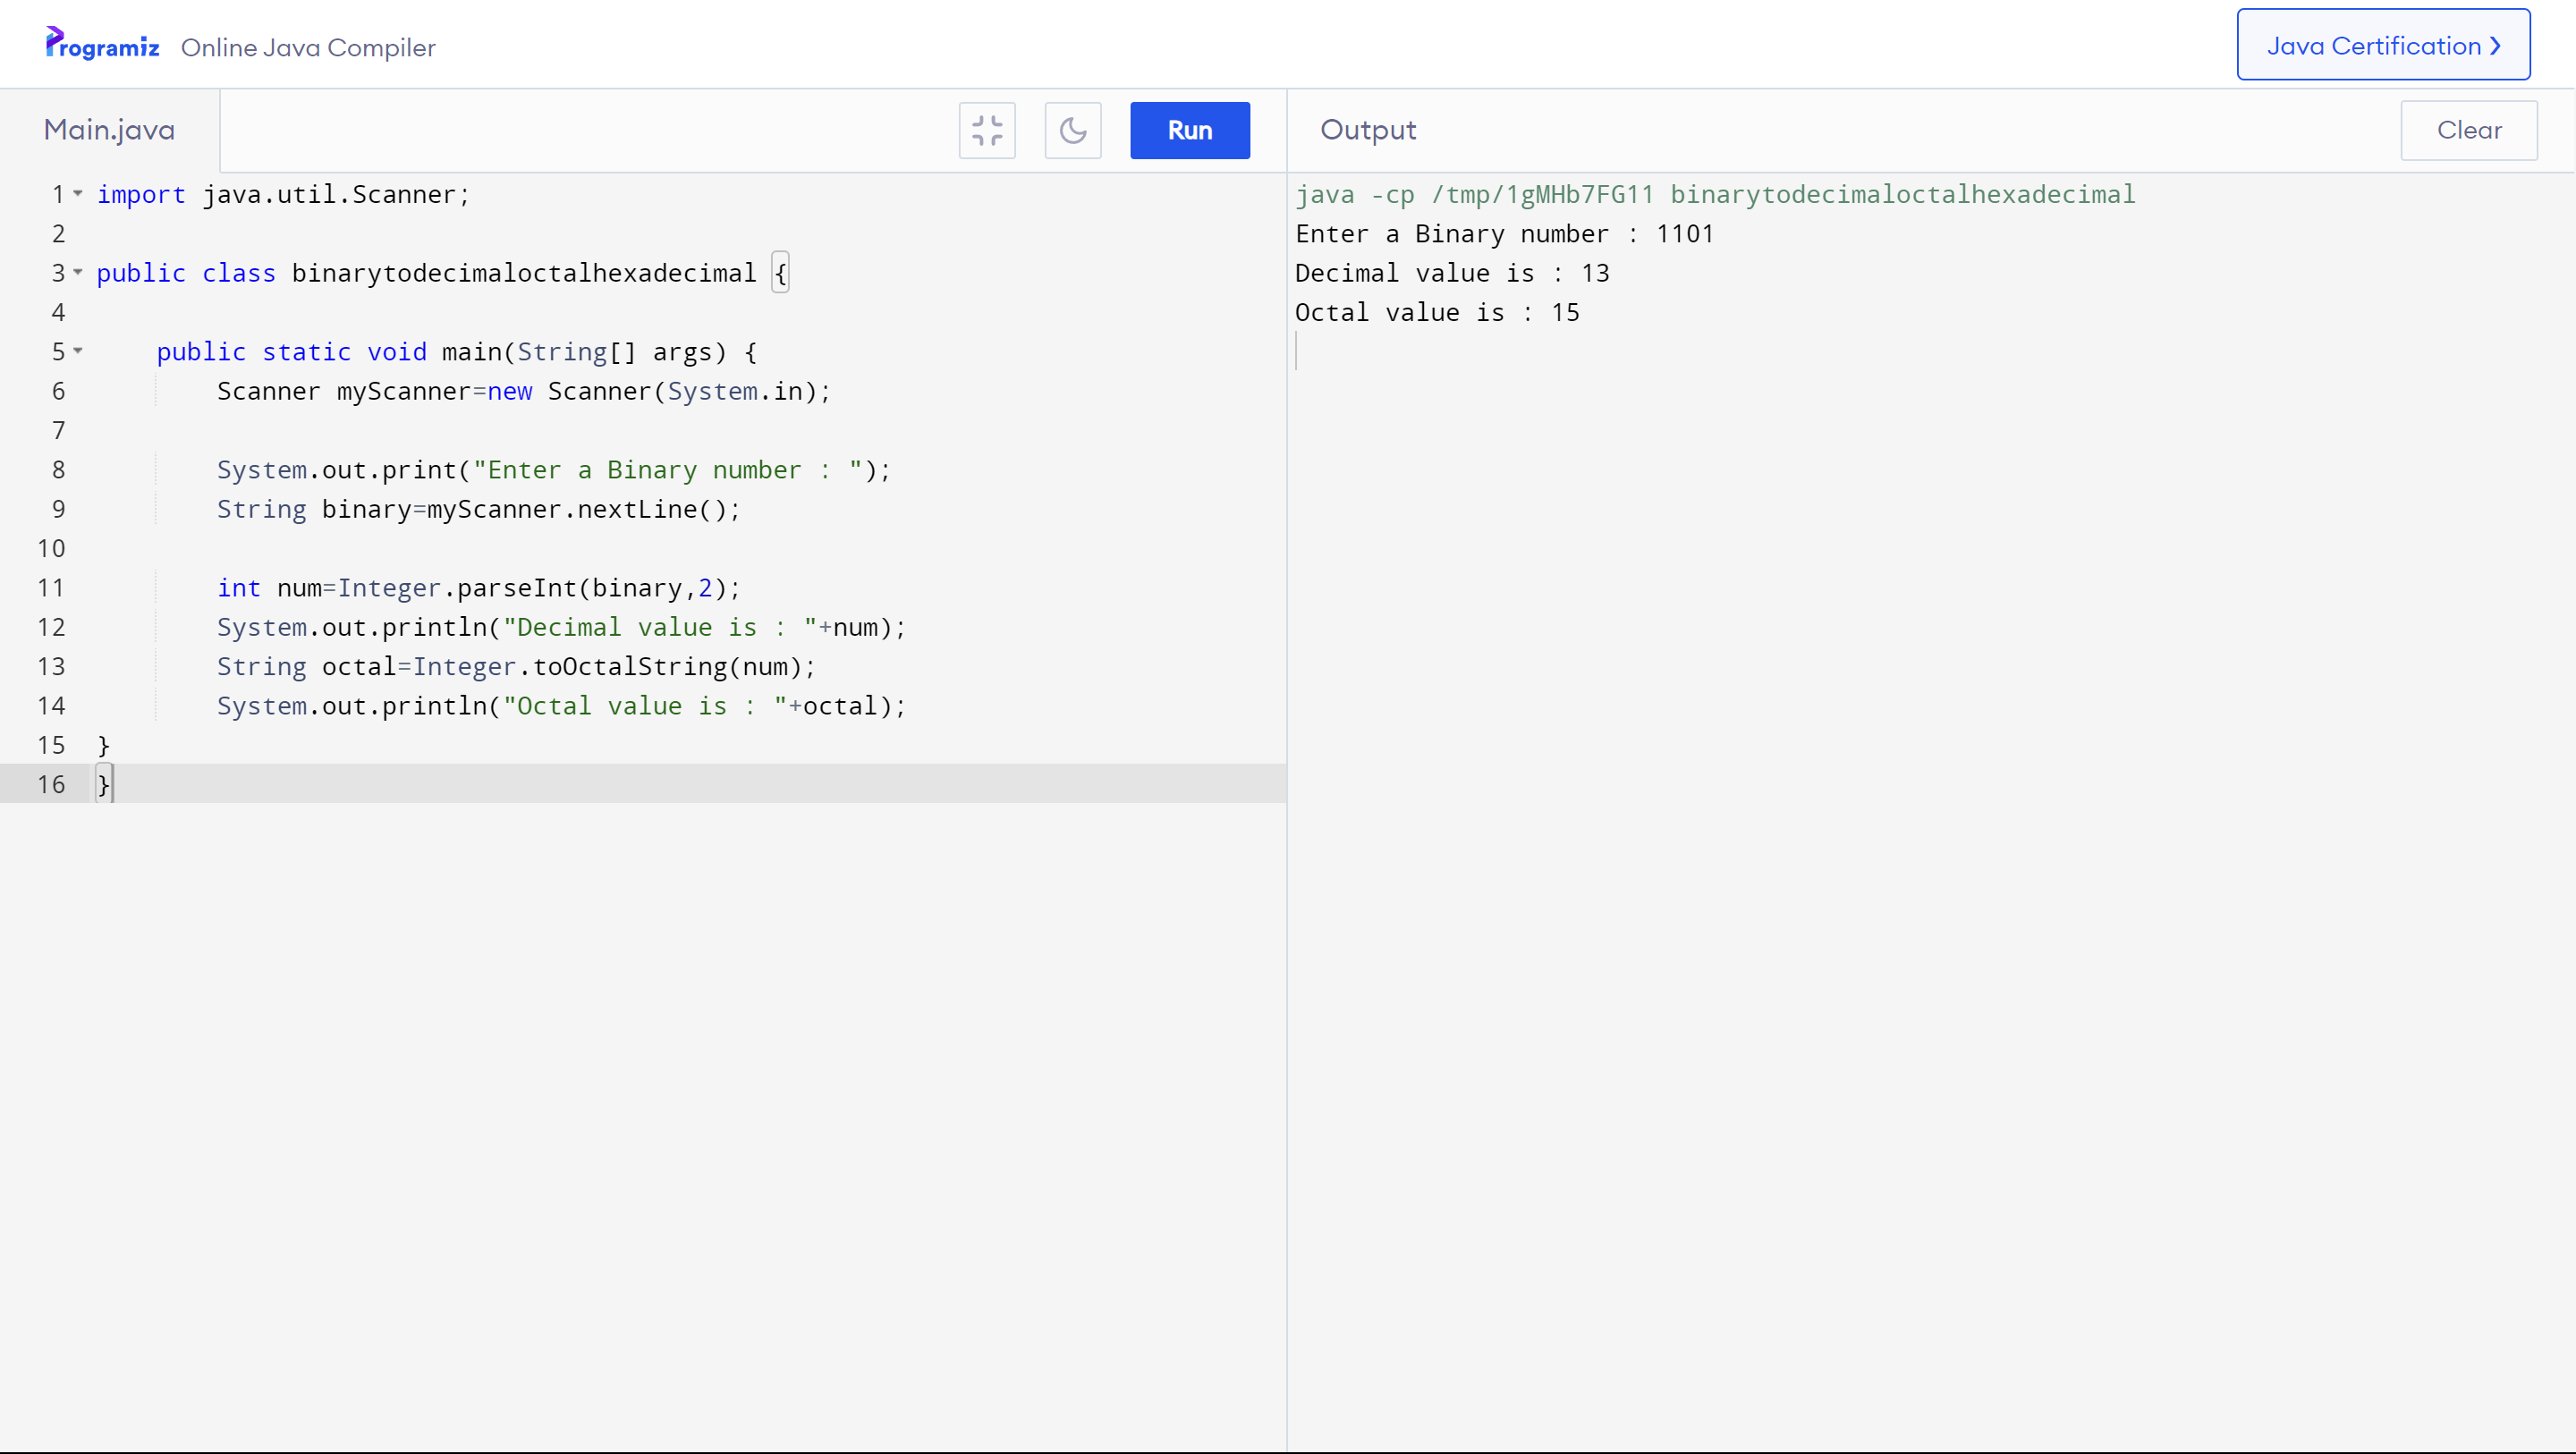 Programiz Online Java Compiler
Java Certification ❯
Main.java
Run
Output
Clear
1 import java.util.Scanner;
2
3 public class binarytodecimaloctalhexadecimal {
4
5     public static void main(String[] args) {
6         Scanner myScanner=new Scanner(System.in);
7
8         System.out.print("Enter a Binary number : ");
9         String binary=myScanner.nextLine();
10
11         int num=Integer.parseInt(binary,2);
12         System.out.println("Decimal value is : "+num);
13         String octal=Integer.toOctalString(num);
14         System.out.println("Octal value is : "+octal);
15 }
16 }
java -cp /tmp/1gMHb7FG11 binarytodecimaloctalhexadecimal
Enter a Binary number : 1101
Decimal value is : 13
Octal value is : 15